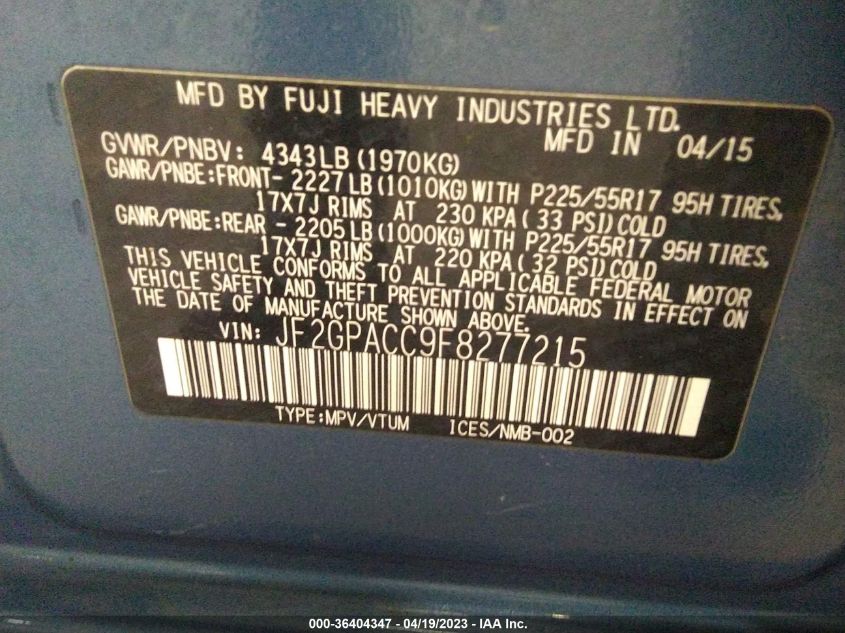 MFD BY FUJI HEAVY INDUSTRIES LTD.
MFD IN 04/15
GVWR/PNBV: 4343LB(1970KG)
GAWR/PNBE:FRONT- 2227LB(1010KG)WITH P225/55R17 95H TIRES,
17X7J RIMS AT 230 KPA( 33 PSI)COLD
GAWR/PNBE:REAR - 2205LB(1000KG)WITH P225/55R17 95H TIRES,
17X7J RIMS AT 220 KPA( 32 PSI)COLD
THIS VEHICLE CONFORMS TO ALL APPLICABLE FEDERAL MOTOR
VEHICLE SAFETY AND THEFT PREVENTION STANDARDS IN EFFECT ON
THE DATE OF MANUFACTURE SHOWN ABOVE.
VIN: JF2GPACC9F8277215
TYPE:MPV/VTUM ICES/NMB-002
000-36404347 - 04/19/2023 - IAA Inc.